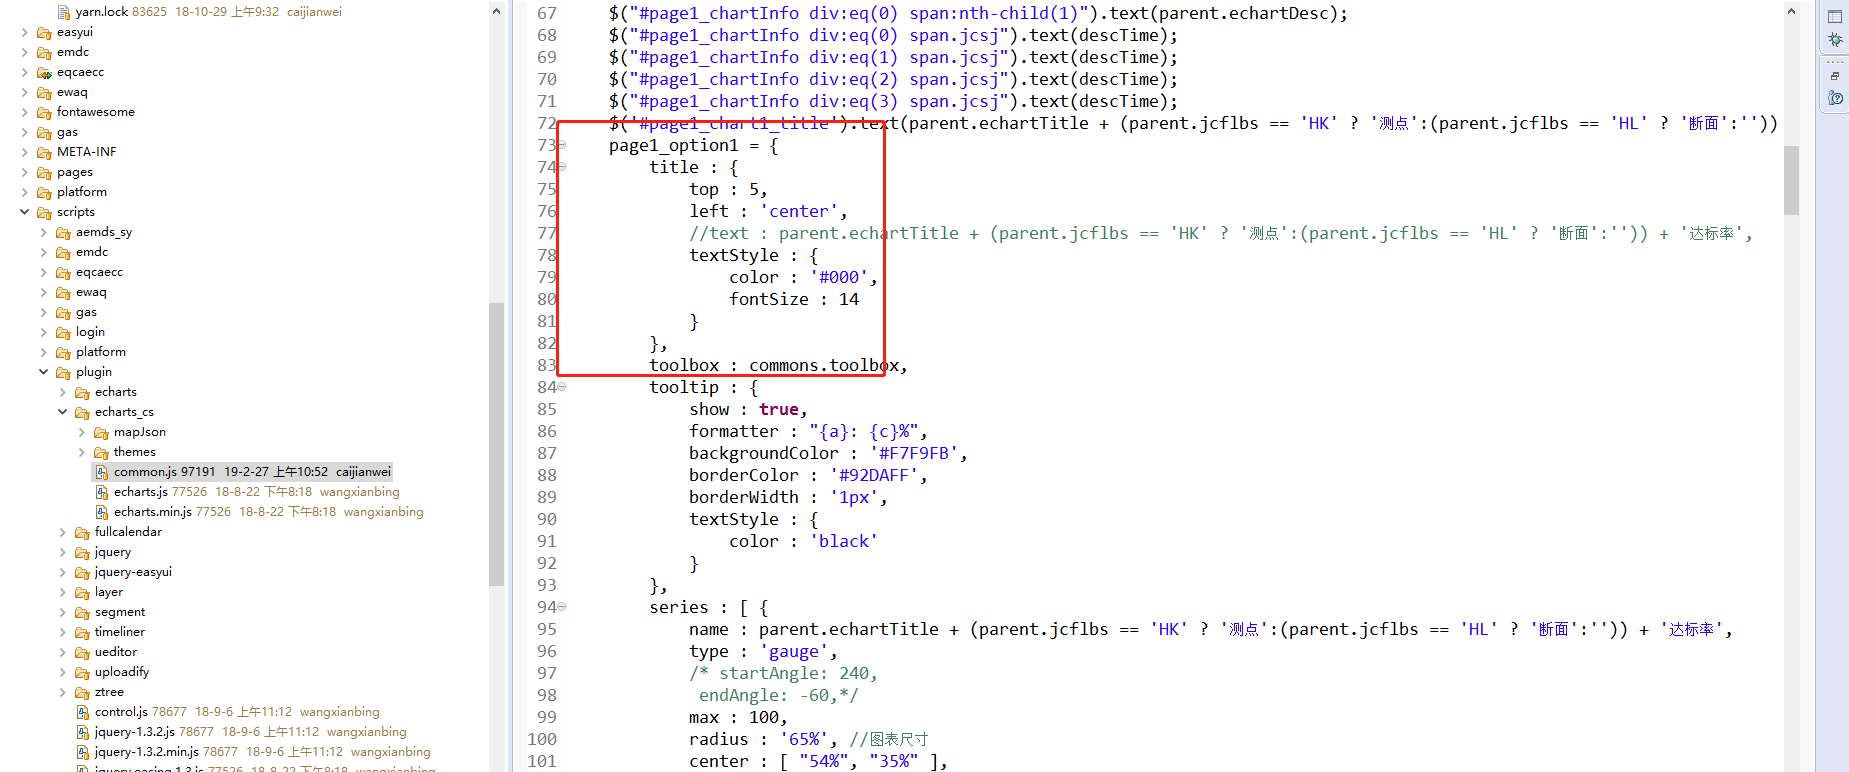 yarn.lock 83625 18-10-29 上午9:32 caijianwei
easyui
emdc
eqcaecc
ewaq
fontawesome
gas
META-INF
pages
platform
scripts
aemds_sy
emdc
eqcaecc
ewaq
gas
login
platform
plugin
echarts
echarts_cs
mapJson
themes
common.js 97191 19-2-27 上午10:52 caijianwei
echarts.js 77526 18-8-22 下午8:18 wangxianbing
echarts.min.js 77526 18-8-22 下午8:18 wangxianbing
fullcalendar
jquery
jquery-easyui
layer
segment
timeliner
ueditor
uploadify
ztree
control.js 78677 18-9-6 上午11:12 wangxianbing
jquery-1.3.2.js 78677 18-9-6 上午11:12 wangxianbing
jquery-1.3.2.min.js 78677 18-9-6 上午11:12 wangxianbing
jquery.easing.1.3.js 77526 18-8-22 下午8:18 wangxianbing
67 $("#page1_chartInfo div:eq(0) span:nth-child(1)").text(parent.echartDesc);
68 $("#page1_chartInfo div:eq(0) span.jcsj").text(descTime);
69 $("#page1_chartInfo div:eq(1) span.jcsj").text(descTime);
70 $("#page1_chartInfo div:eq(2) span.jcsj").text(descTime);
71 $("#page1_chartInfo div:eq(3) span.jcsj").text(descTime);
72 $('#page1_chart1_title').text(parent.echartTitle + (parent.jcflbs == 'HK' ? '测点':(parent.jcflbs == 'HL' ? '断面':''))
73 page1_option1 = {
74 title : {
75 top : 5,
76 left : 'center',
77 //text : parent.echartTitle + (parent.jcflbs == 'HK' ? '测点':(parent.jcflbs == 'HL' ? '断面':'')) + '达标率',
78 textStyle : {
79 color : '#000',
80 fontSize : 14
81 }
82 },
83 toolbox : commons.toolbox,
84 tooltip : {
85 show : true,
86 formatter : "{a}: {c}%",
87 backgroundColor : '#F7F9FB',
88 borderColor : '#92DAFF',
89 borderWidth : '1px',
90 textStyle : {
91 color : 'black'
92 }
93 },
94 series : [ {
95 name : parent.echartTitle + (parent.jcflbs == 'HK' ? '测点':(parent.jcflbs == 'HL' ? '断面':'')) + '达标率',
96 type : 'gauge',
97 /* startAngle: 240,
98 endAngle: -60,*/
99 max : 100,
100 radius : '65%', //图表尺寸
101 center : [ "54%", "35%" ],